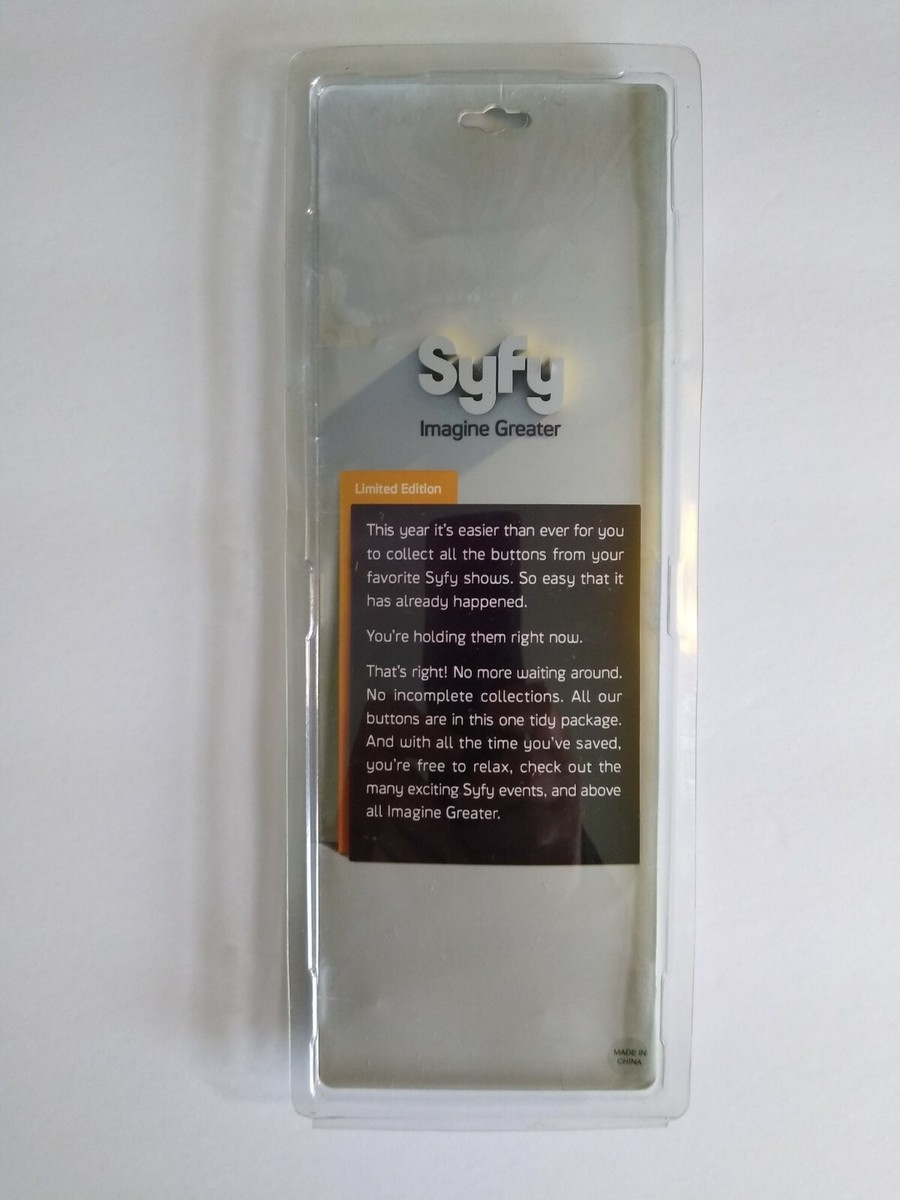 Syfy
Imagine Greater
Limited Edition
This year it's easier than ever for you
to collect all the buttons from your
favorite Syfy shows. So easy that it
has already happened.
You're holding them right now.
That's right! No more waiting around.
No incomplete collections. All our
buttons are in this one tidy package.
And with all the time you've saved,
you're free to relax, check out the
many exciting Syfy events, and above
all Imagine Greater.
MADE IN
CHINA